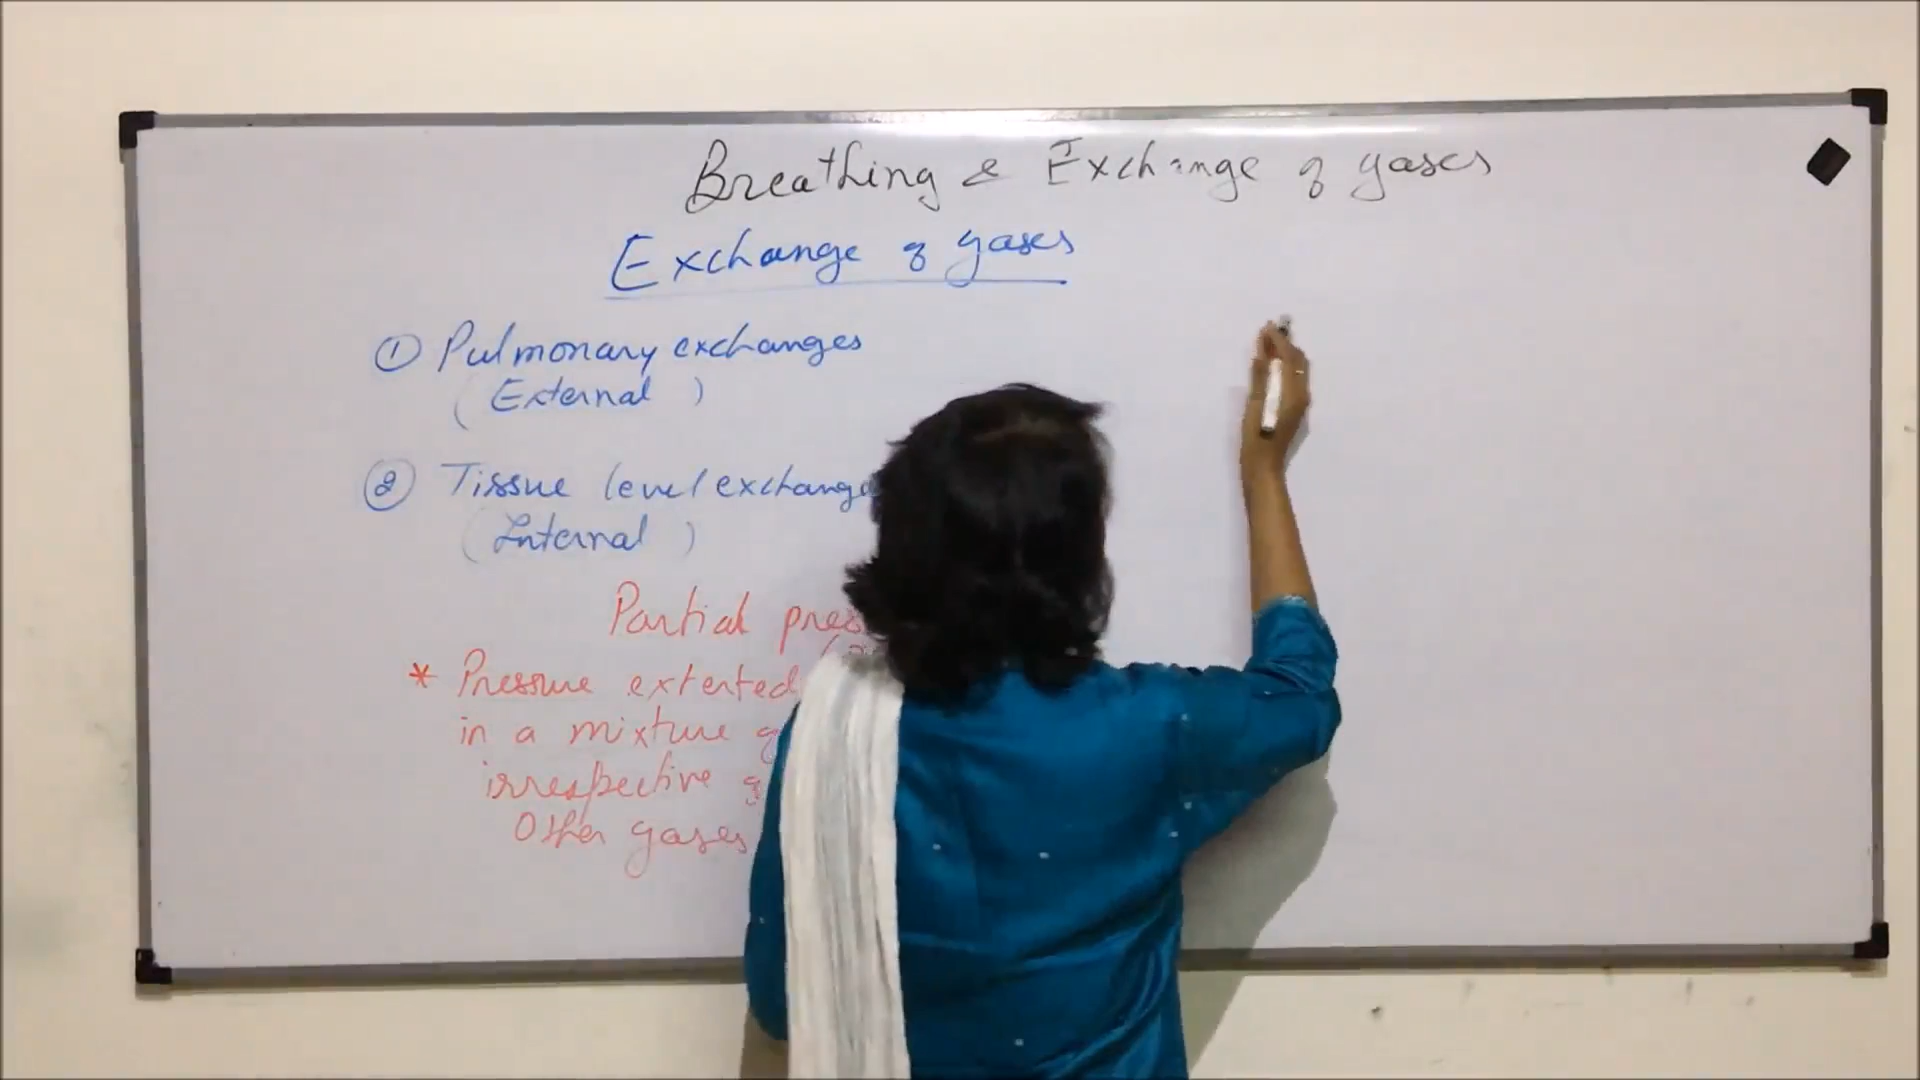 Breathing & Exchange of gases
Exchange of gases
① Pulmonary exchanges
(External)
② Tissue level exchange
(Internal)
Partial pres
* Pressure exterted
in a mixture
irrespective
Other gases